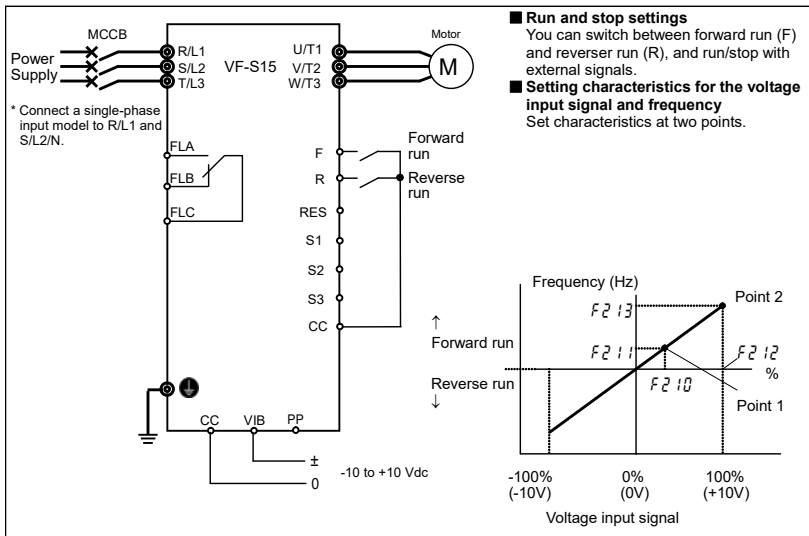 MCCB
Power
Supply
R/L1
S/L2
T/L3
VF-S15
U/T1
V/T2
W/T3
Motor
M
* Connect a single-phase
input model to R/L1 and
S/L2/N.
FLA
FLB
FLC
F
R
RES
S1
S2
S3
CC
Forward
run
Reverse
run
CC
VIB
PP
±
0
-10 to +10 Vdc
■ Run and stop settings
You can switch between forward run (F)
and reverser run (R), and run/stop with
external signals.
■ Setting characteristics for the voltage
input signal and frequency
Set characteristics at two points.
Frequency (Hz)
F213
Point 2
↑
Forward run
F211
F212
%
Reverse run
↓
F210
Point 1
-100%
(-10V)
0%
(0V)
100%
(+10V)
Voltage input signal